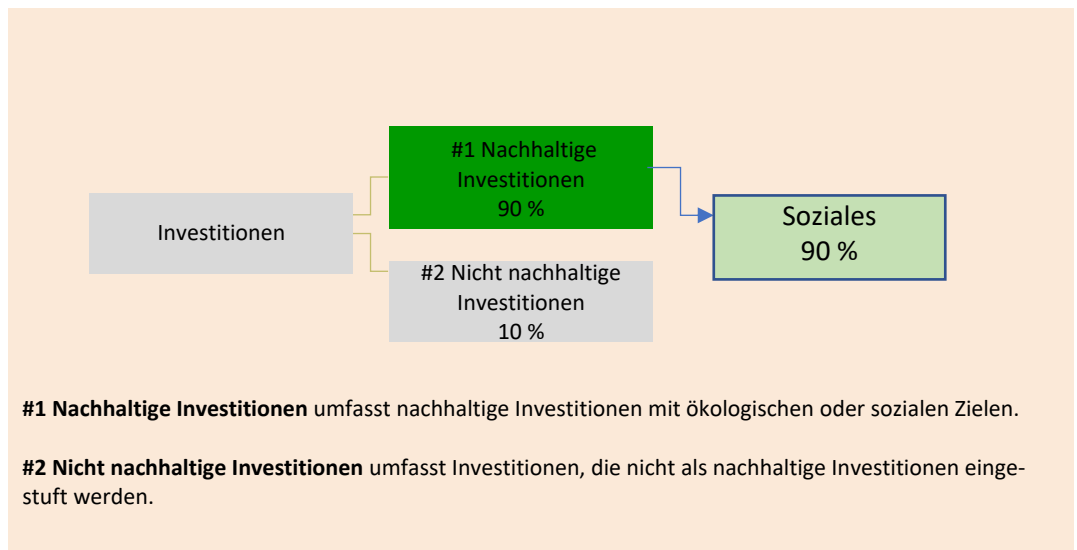 #1 Nachhaltige
Investitionen
90 %
Investitionen
Soziales
90 %
#2 Nicht nachhaltige
Investitionen
10 %
#1 Nachhaltige Investitionen umfasst nachhaltige Investitionen mit ökologischen oder sozialen Zielen.
#2 Nicht nachhaltige Investitionen umfasst Investitionen, die nicht als nachhaltige Investitionen einge-
stuft werden.